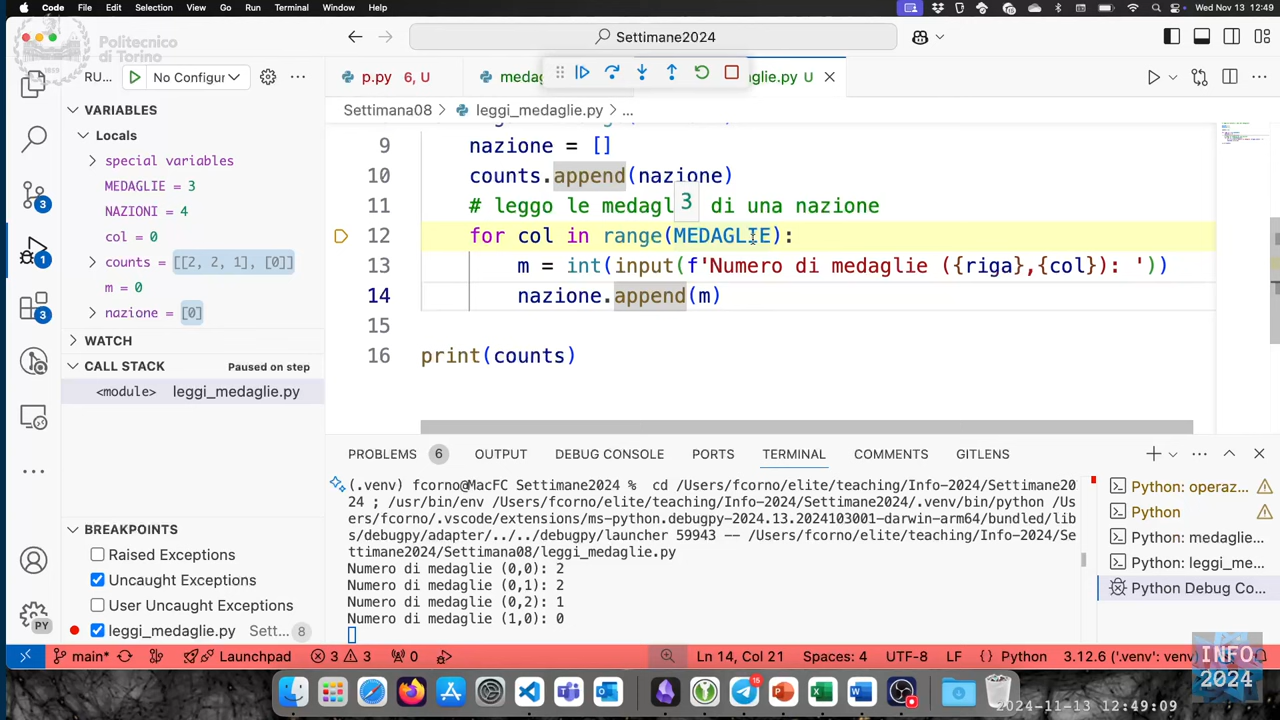 Code File Edit Selection View Go Run Terminal Window Help Wed Nov 13 12:49
Politecnico
di Torino
1859
Settimane2024
RU... No Configur
p.py 6, U medag glie.py U
VARIABLES
Locals
special variables
MEDAGLIE = 3
NAZIONI = 4
col = 0
counts = [[2, 2, 1], [0]]
m = 0
nazione = [0]
WATCH
CALL STACK Paused on step
<module> leggi_medaglie.py
BREAKPOINTS
Raised Exceptions
Uncaught Exceptions
User Uncaught Exceptions
leggi_medaglie.py Sett... 8
3
1
3
PY
Settimana08 > leggi_medaglie.py > ...
9 nazione = []
10 counts.append(nazione)
11 # leggo le medagl 3 di una nazione
12 for col in range(MEDAGLIE):
13 m = int(input(f'Numero di medaglie ({riga},{col}): '))
14 nazione.append(m)
15
16 print(counts)
PROBLEMS 6 OUTPUT DEBUG CONSOLE PORTS TERMINAL COMMENTS GITLENS
(.venv) fcorno@MacFC Settimane2024 % cd /Users/fcorno/elite/teaching/Info-2024/Settimane20
24 ; /usr/bin/env /Users/fcorno/elite/teaching/Info-2024/Settimane2024/.venv/bin/python /Us
ers/fcorno/.vscode/extensions/ms-python.debugpy-2024.13.2024103001-darwin-arm64/bundled/lib
s/debugpy/adapter/../../debugpy/launcher 59943 -- /Users/fcorno/elite/teaching/Info-2024/Se
ttimane2024/Settimana08/leggi_medaglie.py
Numero di medaglie (0,0): 2
Numero di medaglie (0,1): 2
Numero di medaglie (0,2): 1
Numero di medaglie (1,0): 0
Python: operaz...
Python
Python: medaglie...
Python: leggi_me...
Python Debug Co...
main* Launchpad 3 3 0 Ln 14, Col 21 Spaces: 4 UTF-8 LF {} Python 3.12.6 ('.venv': venv)
INFO
2024
15
2024-11-13 12:49:09